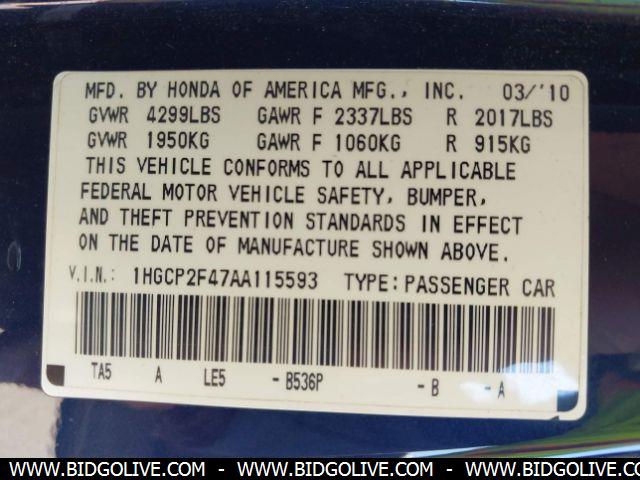 MFD. BY HONDA OF AMERICA MFG., INC. 03/'10
GVWR 4299LBS GAWR F 2337LBS R 2017LBS
GVWR 1950KG GAWR F 1060KG R 915KG
THIS VEHICLE CONFORMS TO ALL APPLICABLE
FEDERAL MOTOR VEHICLE SAFETY, BUMPER,
AND THEFT PREVENTION STANDARDS IN EFFECT
ON THE DATE OF MANUFACTURE SHOWN ABOVE.
V.I.N.: 1HGCP2F47AA115593 TYPE: PASSENGER CAR
TA5 A LE5 -B536P -B -A
WWW.BIDGOLIVE.COM - WWW.BIDGOLIVE.COM - WWW.BIDGOLIVE.COM